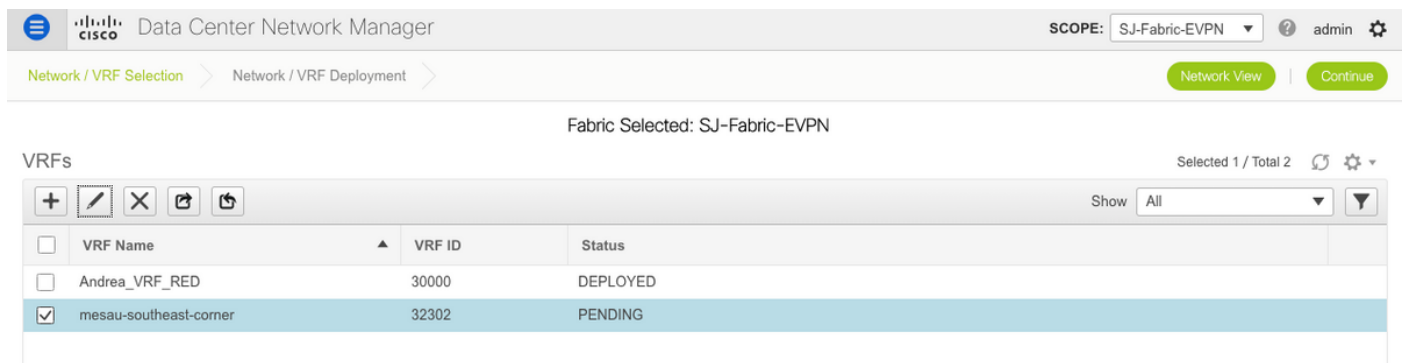 CISCO Data Center Network Manager SCOPE: SJ-Fabric-EVPN admin
Network / VRF Selection Network / VRF Deployment Network View Continue
Fabric Selected: SJ-Fabric-EVPN
VRFs Selected 1 / Total 2
Show All
VRF Name VRF ID Status
Andrea_VRF_RED 30000 DEPLOYED
mesau-southeast-corner 32302 PENDING